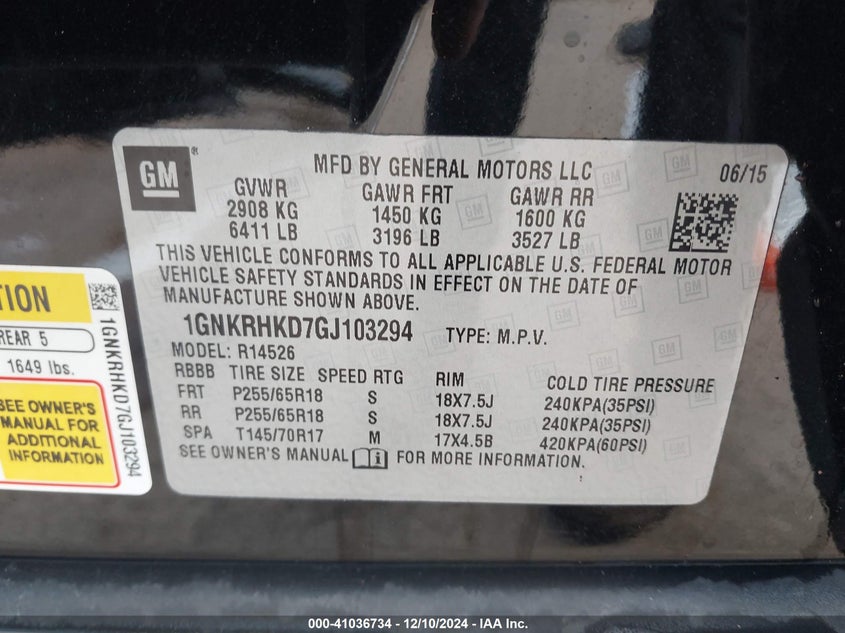 GM
MFD BY GENERAL MOTORS LLC 06/15
GVWR GAWR FRT GAWR RR
2908 KG 1450 KG 1600 KG
6411 LB 3196 LB 3527 LB
THIS VEHICLE CONFORMS TO ALL APPLICABLE U.S. FEDERAL MOTOR
VEHICLE SAFETY STANDARDS IN EFFECT ON THE DATE OF
MANUFACTURE SHOWN ABOVE.
1GNKRHKD7GJ103294 TYPE: M.P.V.
MODEL: R14526
RBBB TIRE SIZE SPEED RTG RIM COLD TIRE PRESSURE
FRT P255/65R18 S 18X7.5J 240KPA(35PSI)
RR P255/65R18 S 18X7.5J 240KPA(35PSI)
SPA T145/70R17 M 17X4.5B 420KPA(60PSI)
SEE OWNER'S MANUAL FOR MORE INFORMATION.
REAR 5
1649 lbs.
SEE OWNER'S
MANUAL FOR
ADDITIONAL
INFORMATION
1GNKRHKD7GJ103294
000-41036734 - 12/10/2024 - IAA Inc.